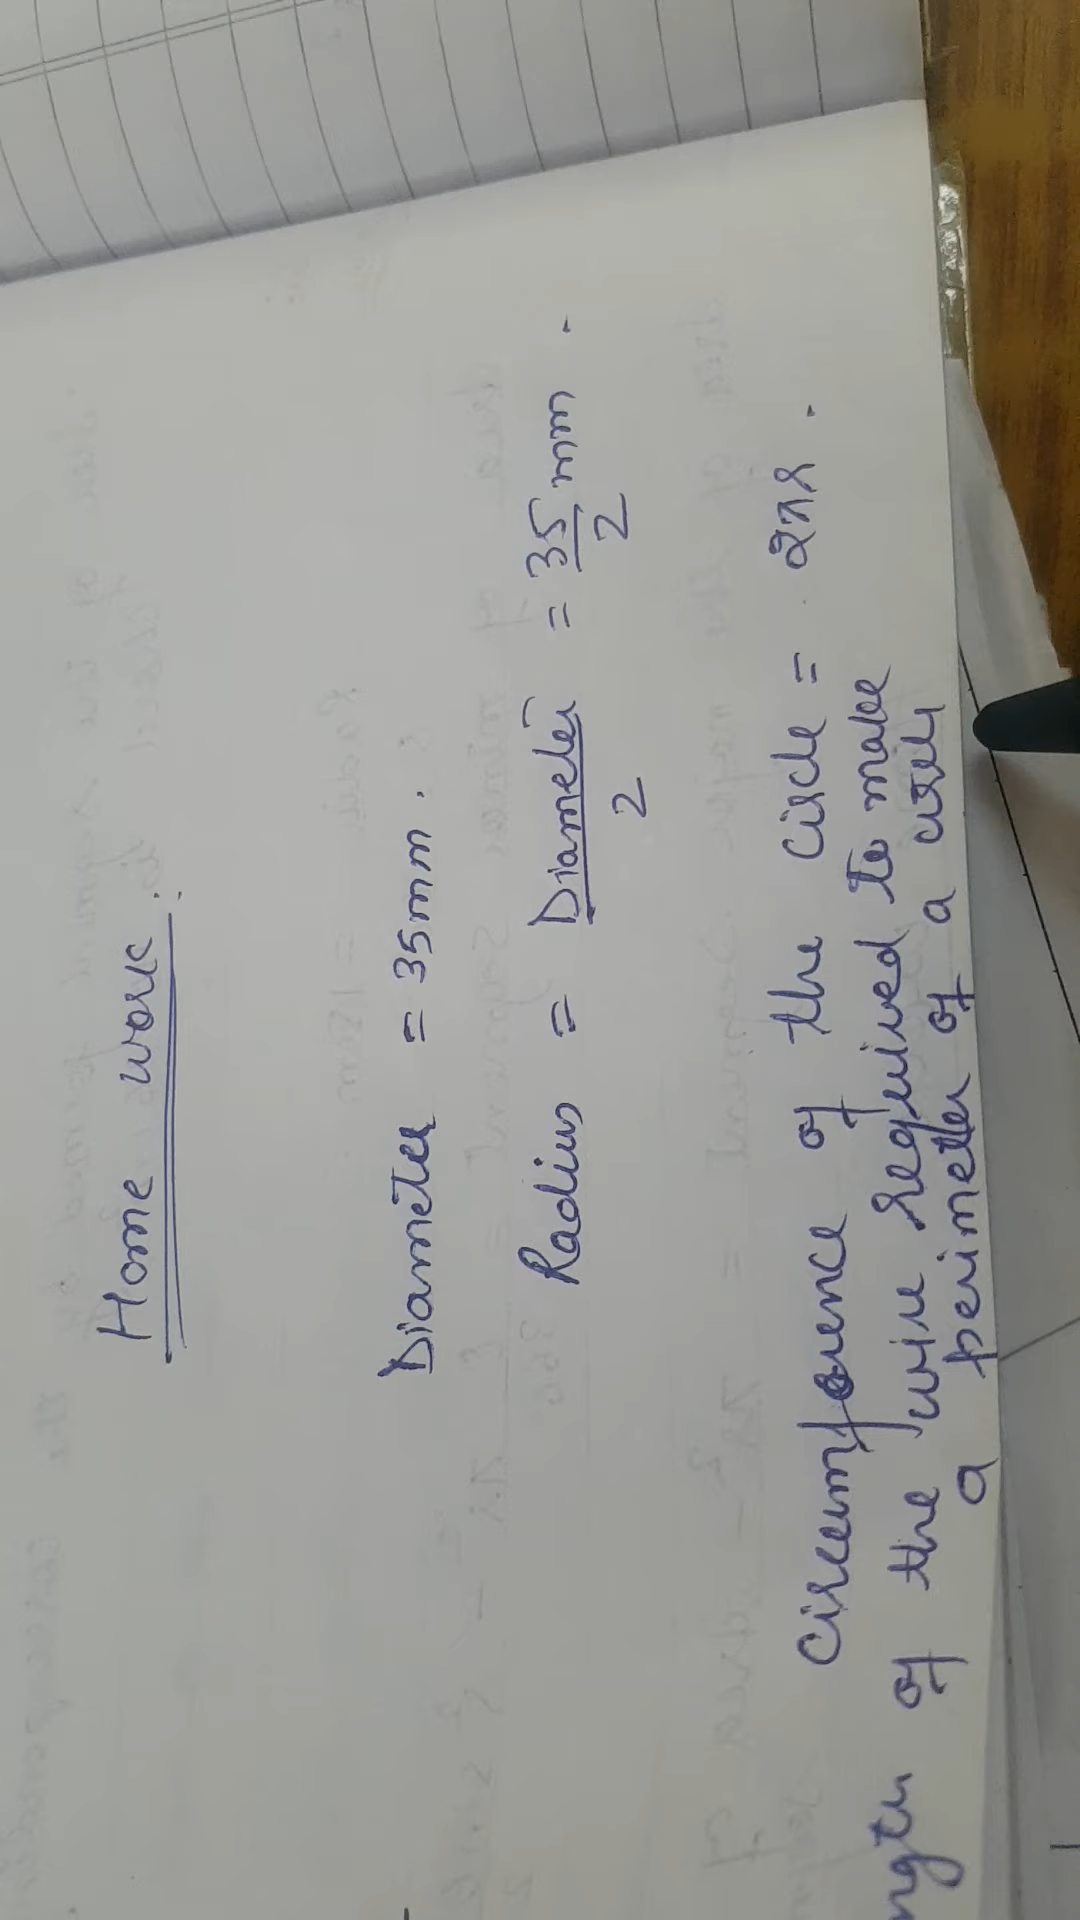 Home work:
Diameter = 35mm.
Radius = Diameter/2 = 35/2 mm.
Circumference of the circle = 2πr.
of the wire required to make
a perimeter of a